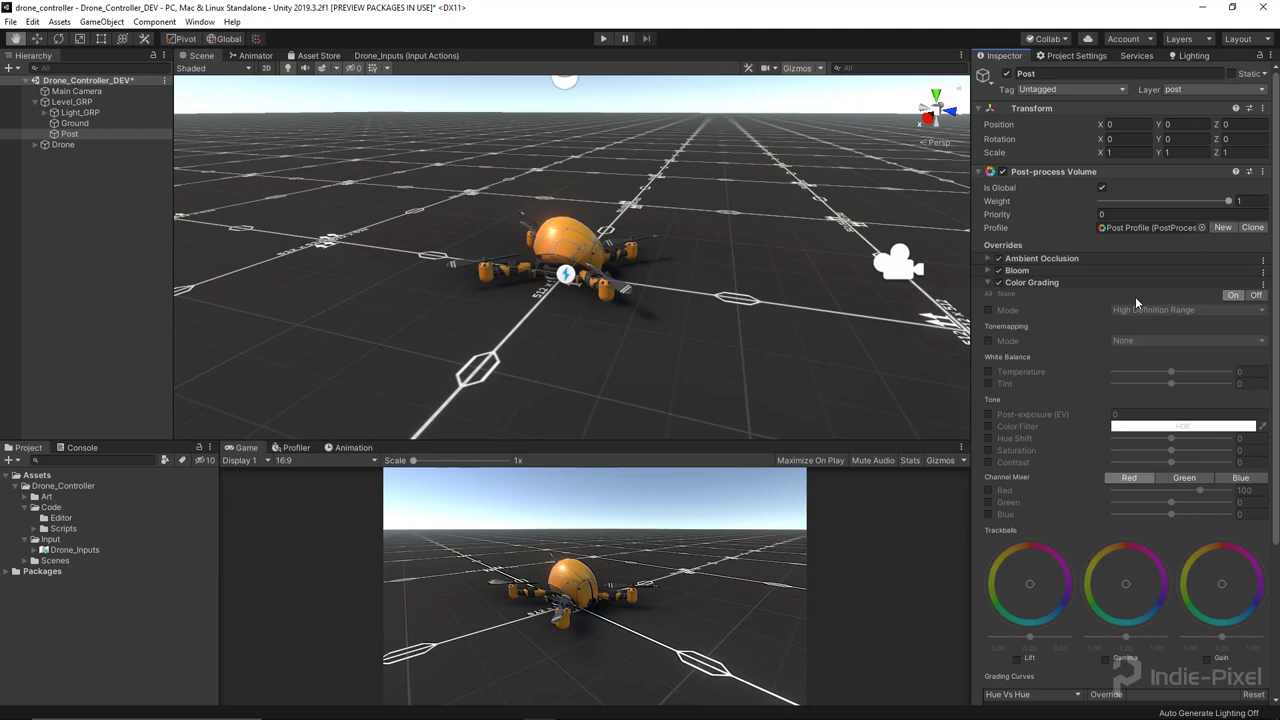 drone_controller - Drone_Controller_DEV - PC, Mac & Linux Standalone - Unity 2019.3.2f1 [PREVIEW PACKAGES IN USE]* <DX11>
File Edit Assets GameObject Component Window Help
Pivot Global Collab Account Layers Layout
Hierarchy Scene Animator Asset Store Drone_Inputs (Input Actions) Inspector Project Settings Services Lighting
All Shaded 2D 0 Gizmos All
Drone_Controller_DEV*
Main Camera
Level_GRP
Light_GRP
Ground
Post
Drone
x
Persp
512x
Post Static
Tag Untagged Layer post
Transform
Position X 0 Y 0 Z 0
Rotation X 0 Y 0 Z 0
Scale X 1 Y 1 Z 1
Post-process Volume
Is Global
Weight 1
Priority 0
Profile Post Profile (PostProces New Clone
Overrides
Ambient Occlusion
Bloom
Color Grading
All None On Off
Mode High Definition Range
Tonemapping
Mode None
White Balance
Temperature 0
Tint 0
Tone
Post-exposure (EV) 0
Color Filter HDR
Hue Shift 0
Saturation 0
Contrast 0
Channel Mixer Red Green Blue
Red 100
Green 0
Blue 0
Trackballs
Lift Gamma Gain
Grading Curves
Hue Vs Hue Override Reset
Project Console
10
Assets
Drone_Controller
Art
Code
Editor
Scripts
Input
Drone_Inputs
Scenes
Packages
Game Profiler Animation
Display 1 16:9 Scale 1x Maximize On Play Mute Audio Stats Gizmos
Indie-Pixel
Auto Generate Lighting Off